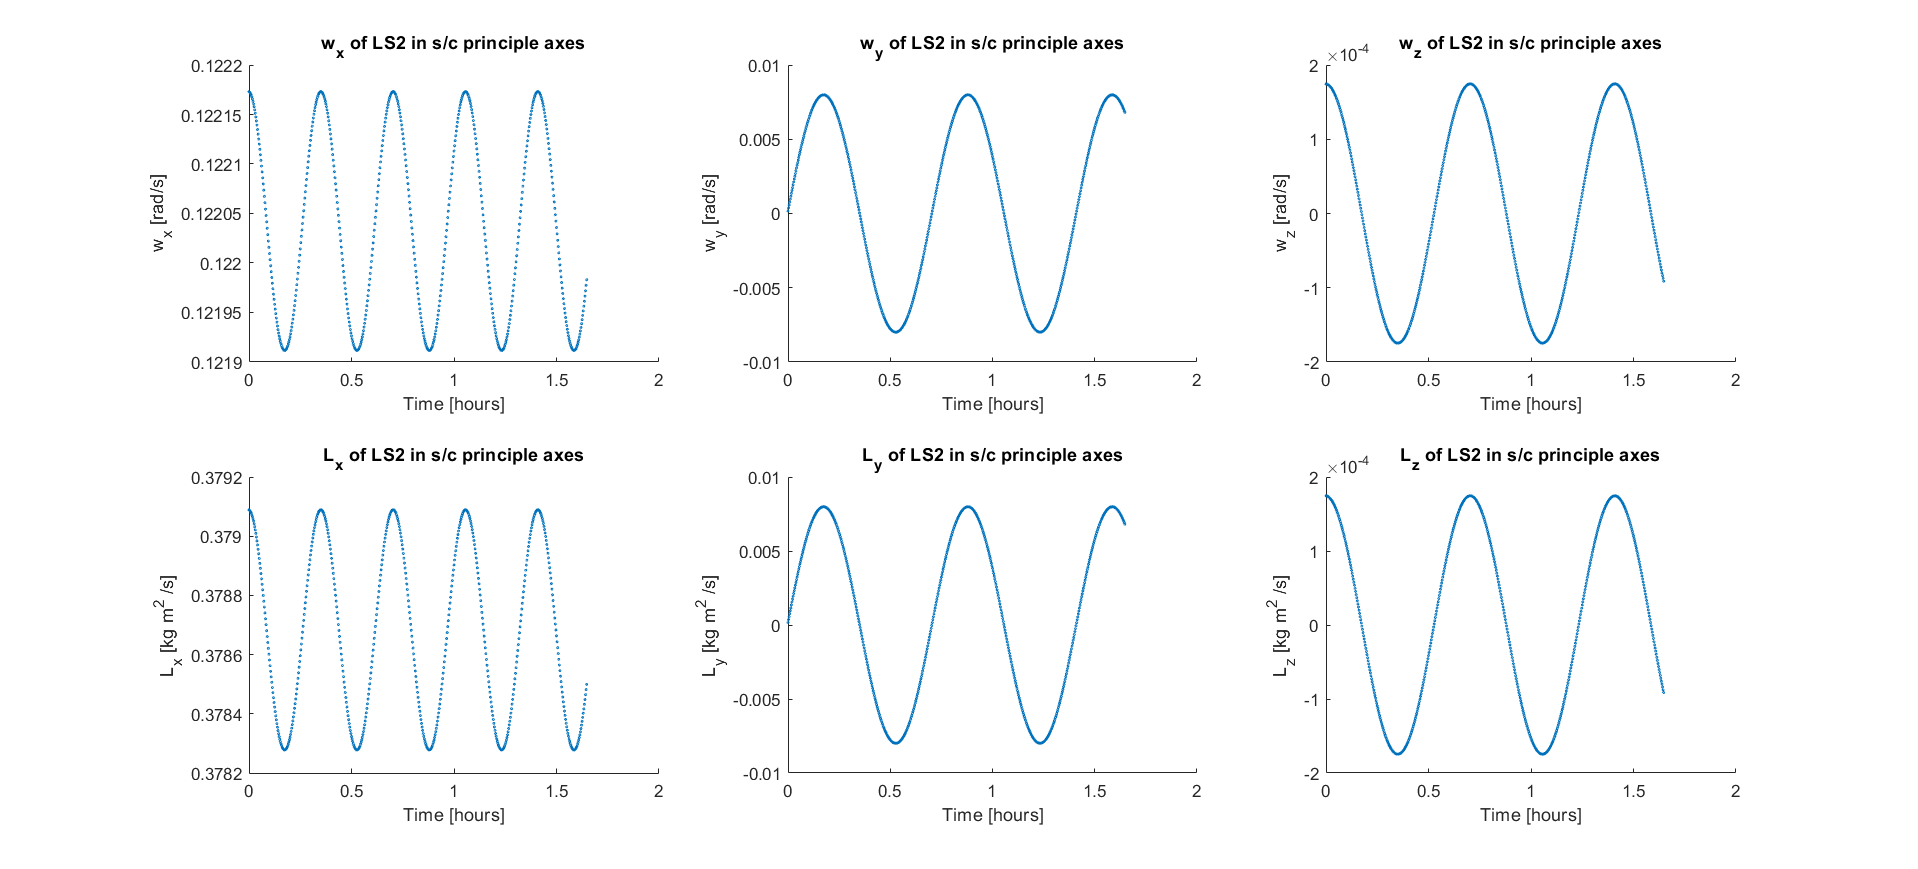 w_x of LS2 in s/c principle axes
0.1222
0.12215
0.1221
0.12205
0.122
0.12195
0.1219
w_x [rad/s]
0 0.5 1 1.5 2
Time [hours]
w_y of LS2 in s/c principle axes
0.01
0.005
0
-0.005
-0.01
w_y [rad/s]
0 0.5 1 1.5 2
Time [hours]
w_z of LS2 in s/c principle axes
×10^-4
2
1
0
-1
-2
w_z [rad/s]
0 0.5 1 1.5 2
Time [hours]
L_x of LS2 in s/c principle axes
0.3792
0.379
0.3788
0.3786
0.3784
0.3782
L_x [kg m^2 /s]
0 0.5 1 1.5 2
Time [hours]
L_y of LS2 in s/c principle axes
0.01
0.005
0
-0.005
-0.01
L_y [kg m^2 /s]
0 0.5 1 1.5 2
Time [hours]
L_z of LS2 in s/c principle axes
×10^-4
2
1
0
-1
-2
L_z [kg m^2 /s]
0 0.5 1 1.5 2
Time [hours]